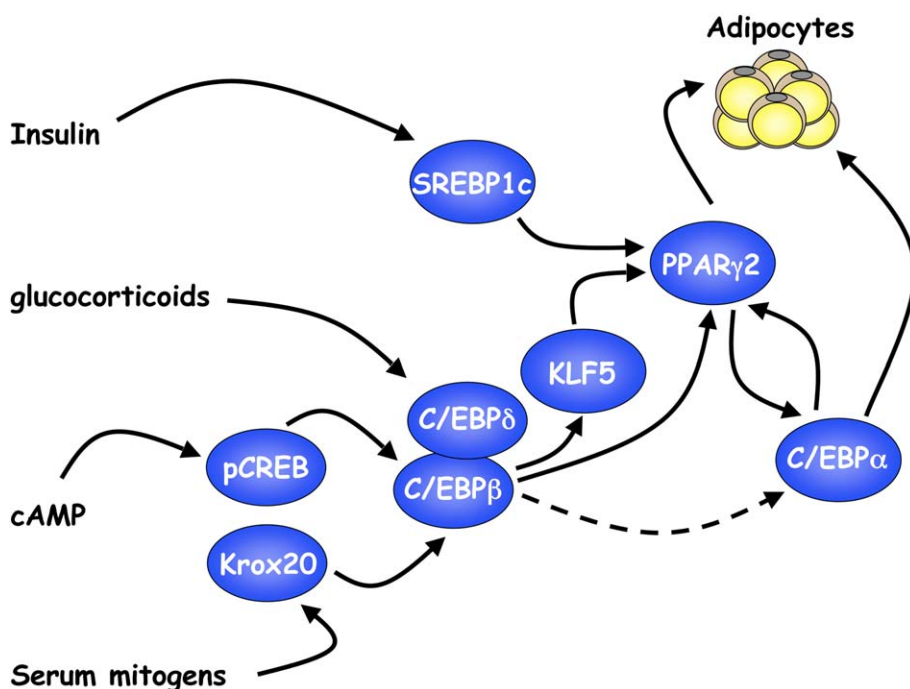 Adipocytes
Insulin
SREBP1c
PPARγ2
glucocorticoids
KLF5
C/EBPδ
C/EBPα
pCREB
C/EBPβ
cAMP
Krox20
Serum mitogens